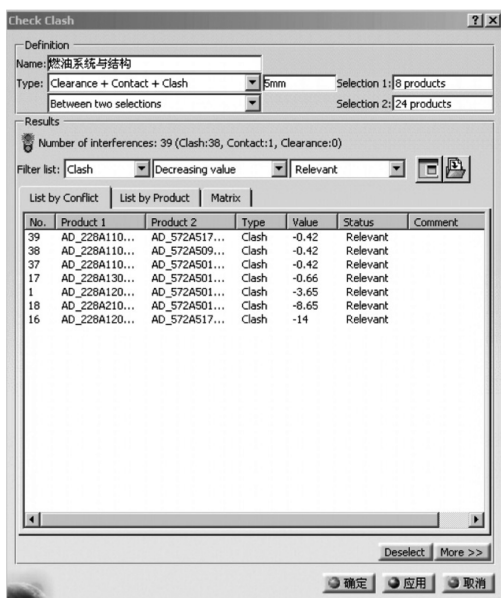 Check Clash
Definition
Name: 燃油系统与结构
Type: Clearance + Contact + Clash 5mm Selection 1: 8 products
Between two selections Selection 2: 24 products
Results
Number of interferences: 39 (Clash:38, Contact:1, Clearance:0)
Filter list: Clash Decreasing value Relevant
List by Conflict List by Product Matrix
No. Product 1 Product 2 Type Value Status Comment
39 AD_228A110... AD_572A517... Clash -0.42 Relevant
38 AD_228A110... AD_572A509... Clash -0.42 Relevant
37 AD_228A110... AD_572A501... Clash -0.42 Relevant
17 AD_228A130... AD_572A501... Clash -0.66 Relevant
1 AD_228A120... AD_572A501... Clash -3.65 Relevant
18 AD_228A210... AD_572A501... Clash -8.65 Relevant
16 AD_228A120... AD_572A517... Clash -14 Relevant
Deselect More >>
确定 应用 取消